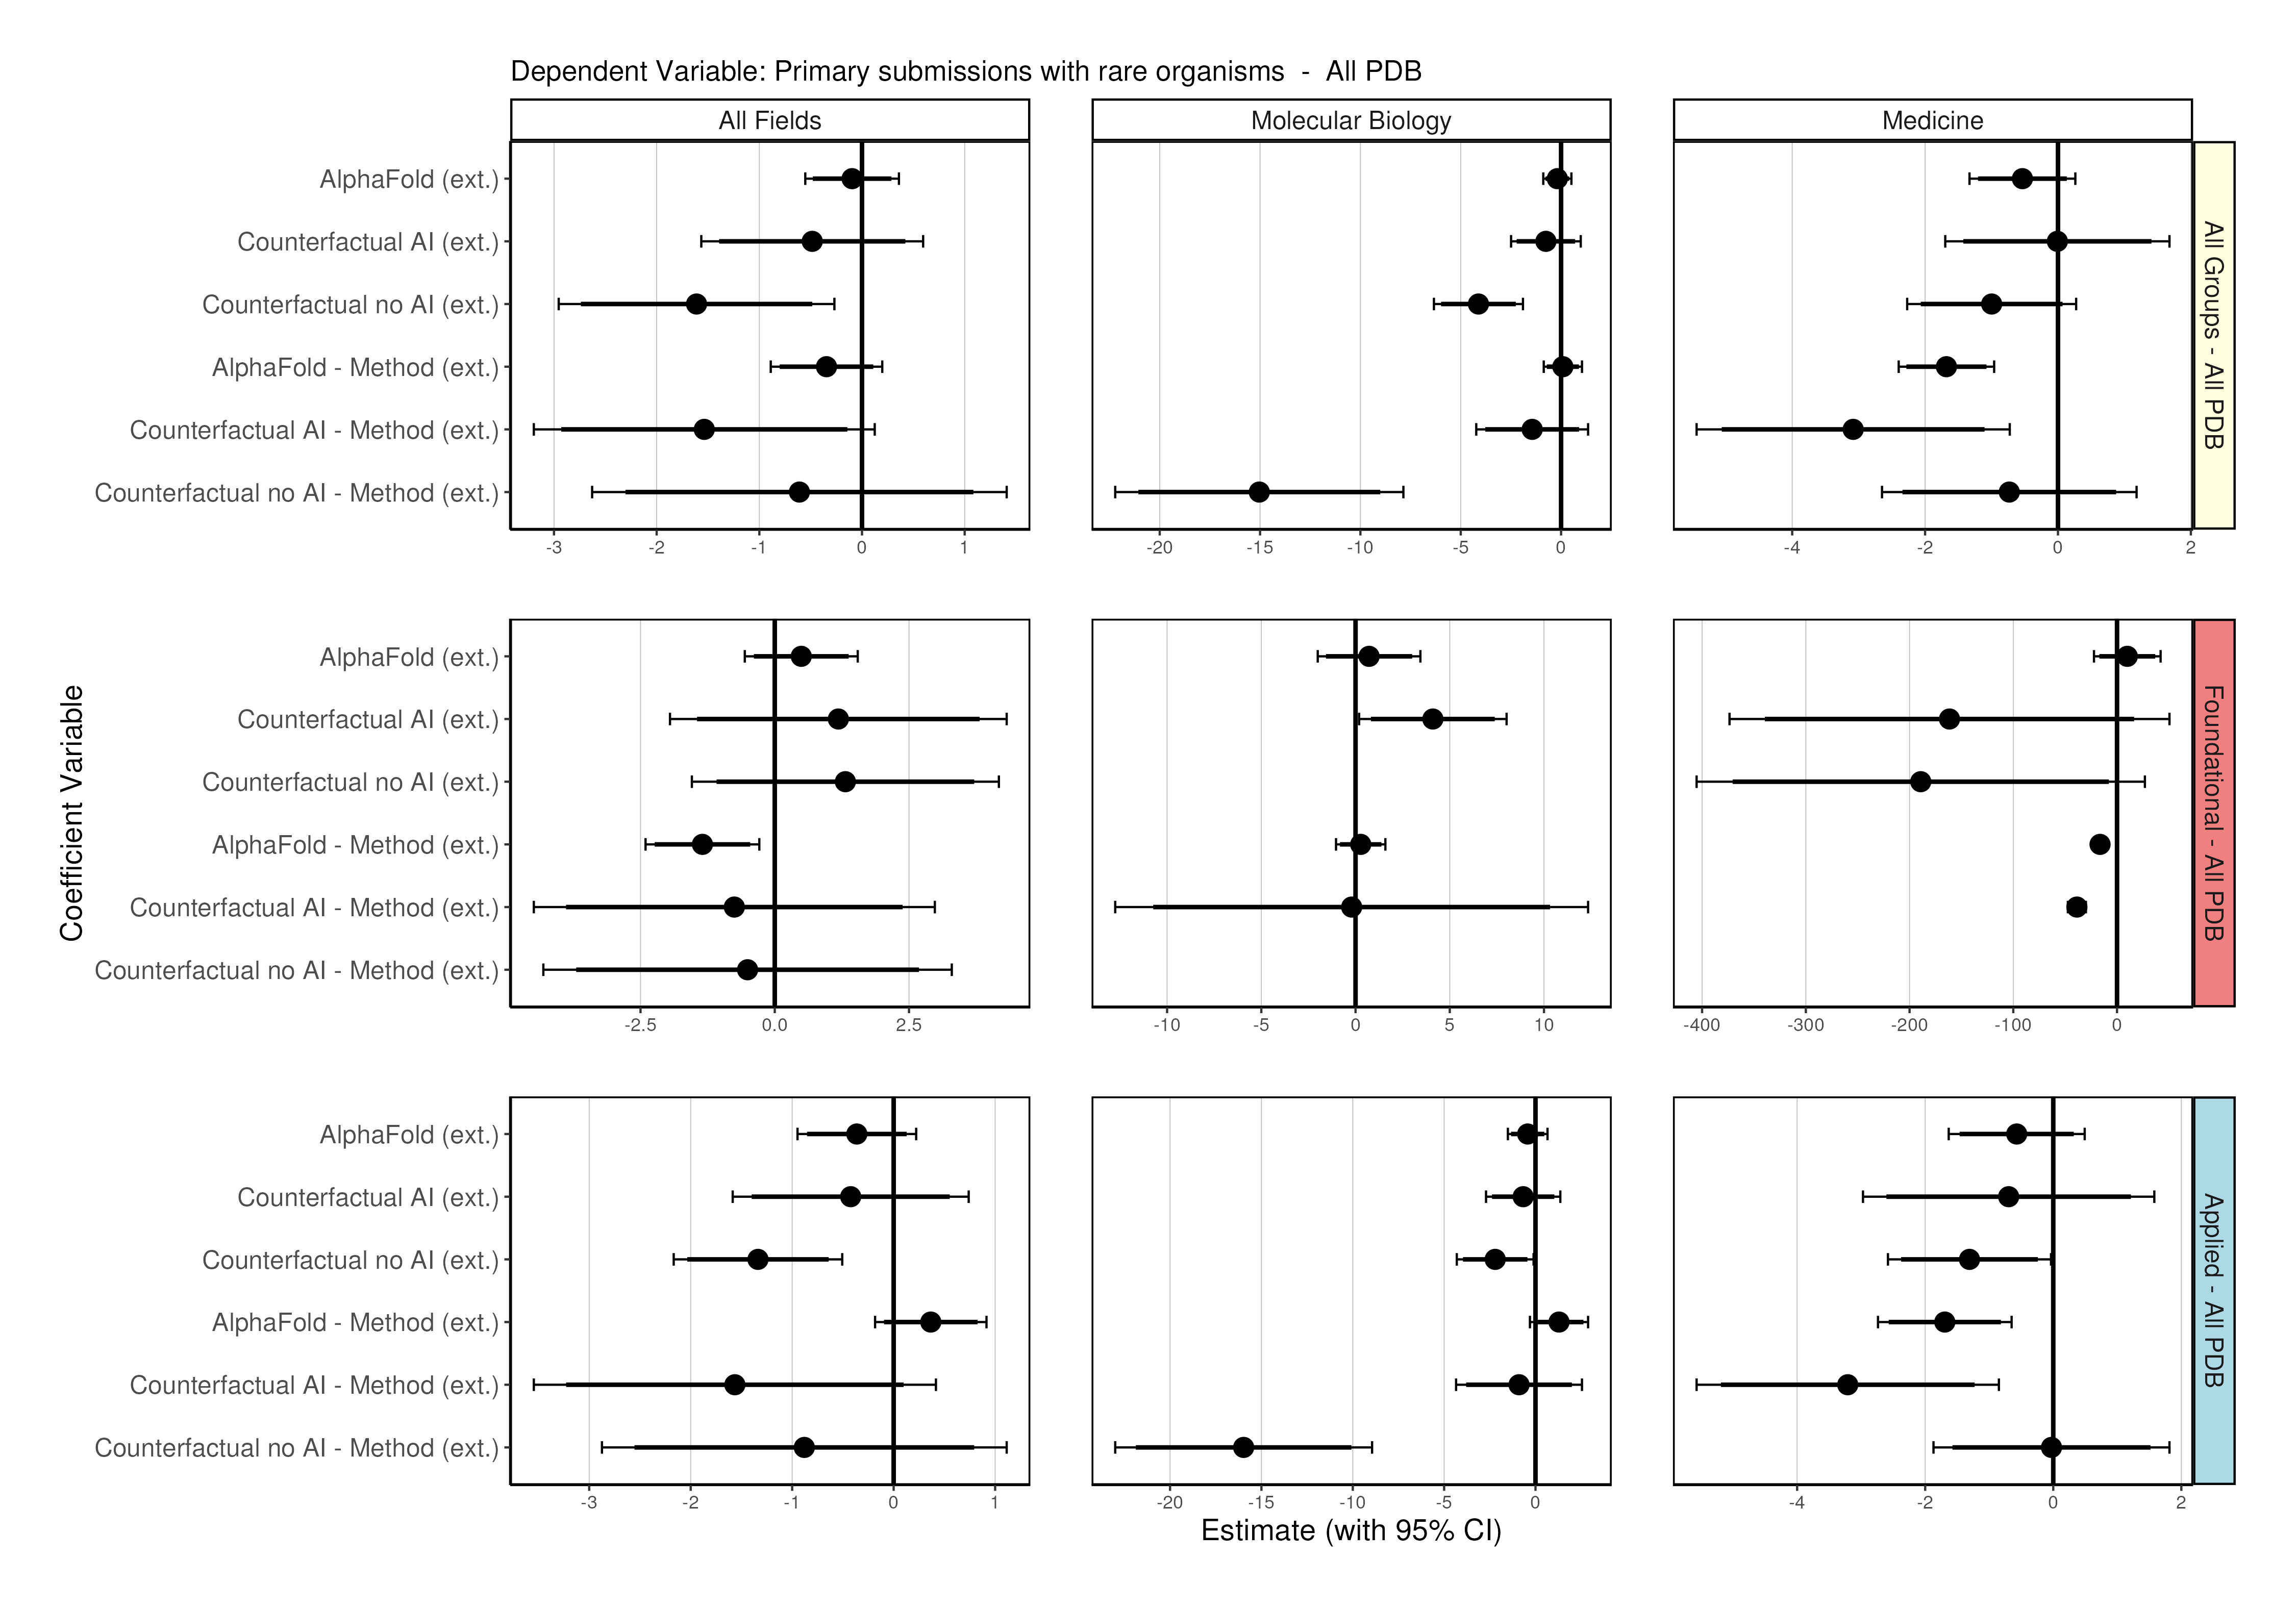 Dependent Variable: Primary submissions with rare organisms - All PDB
All Fields
Molecular Biology
Medicine
AlphaFold (ext.)
Counterfactual AI (ext.)
Counterfactual no AI (ext.)
AlphaFold - Method (ext.)
Counterfactual AI - Method (ext.)
Counterfactual no AI - Method (ext.)
All Groups - All PDB
-3 -2 -1 0 1
-20 -15 -10 -5 0
-4 -2 0 2
Coefficient Variable
AlphaFold (ext.)
Counterfactual AI (ext.)
Counterfactual no AI (ext.)
AlphaFold - Method (ext.)
Counterfactual AI - Method (ext.)
Counterfactual no AI - Method (ext.)
Foundational - All PDB
-2.5 0.0 2.5
-10 -5 0 5 10
-400 -300 -200 -100 0
AlphaFold (ext.)
Counterfactual AI (ext.)
Counterfactual no AI (ext.)
AlphaFold - Method (ext.)
Counterfactual AI - Method (ext.)
Counterfactual no AI - Method (ext.)
Applied - All PDB
-3 -2 -1 0 1
-20 -15 -10 -5 0
-4 -2 0 2
Estimate (with 95% CI)